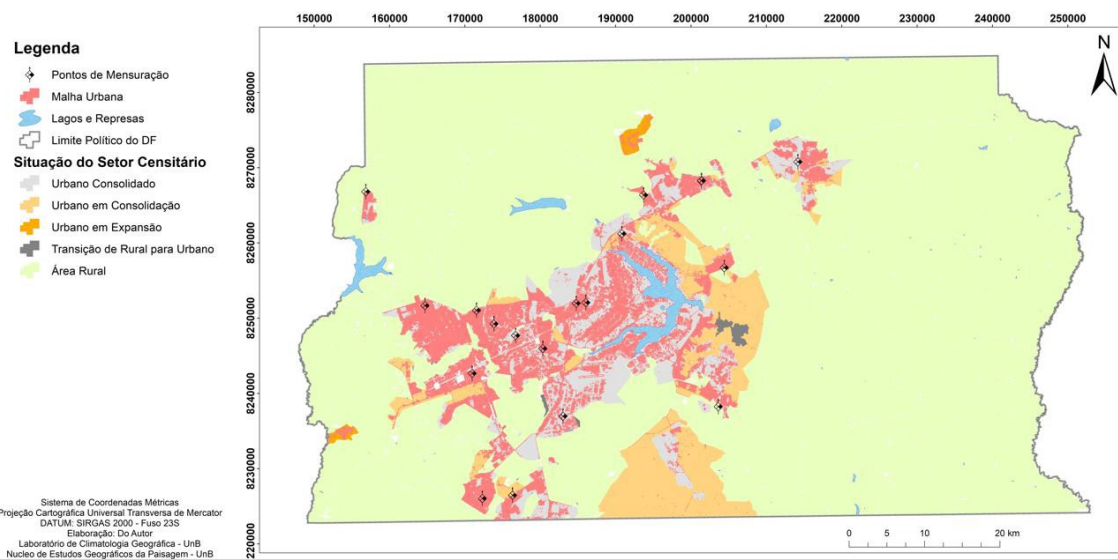 150000 160000 170000 180000 190000 200000 210000 220000 230000 240000 250000
N
Legenda
Pontos de Mensuração
Malha Urbana
Lagos e Represas
Limite Político do DF
Situação do Setor Censitário
Urbano Consolidado
Urbano em Consolidação
Urbano em Expansão
Transição de Rural para Urbano
Área Rural
8280000
8270000
8260000
8250000
8240000
8230000
8220000
Sistema de Coordenadas Métricas
Projeção Cartográfica Universal Transversa de Mercator
DATUM: SIRGAS 2000 - Fuso 23S
Elaboração: Do Autor
Laboratório de Climatologia Geográfica - UnB
Nucleo de Estudos Geográficos da Paisagem - UnB
0 5 10 20 km